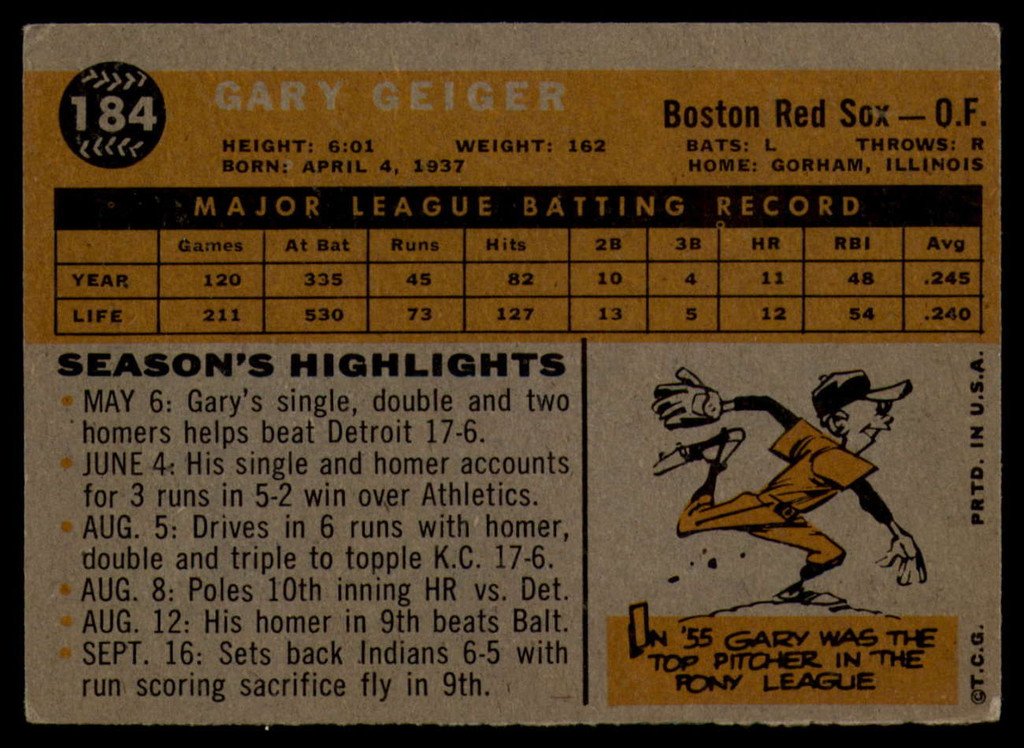 184
GARY GEIGER
Boston Red Sox — O.F.
HEIGHT: 6:01 WEIGHT: 162 BATS: L THROWS: R
BORN: APRIL 4, 1937 HOME: GORHAM, ILLINOIS
MAJOR LEAGUE BATTING RECORD
Games At Bat Runs Hits 2B 3B HR RBI Avg
YEAR 120 335 45 82 10 4 11 48 .245
LIFE 211 530 73 127 13 5 12 54 .240
SEASON'S HIGHLIGHTS
• MAY 6: Gary's single, double and two
homers helps beat Detroit 17-6.
• JUNE 4: His single and homer accounts
for 3 runs in 5-2 win over Athletics.
• AUG. 5: Drives in 6 runs with homer,
double and triple to topple K.C. 17-6.
• AUG. 8: Poles 10th inning HR vs. Det.
• AUG. 12: His homer in 9th beats Balt.
• SEPT. 16: Sets back Indians 6-5 with
run scoring sacrifice fly in 9th.
IN '55 GARY WAS THE
TOP PITCHER IN THE
PONY LEAGUE
©T.C.G. PRTD. IN U.S.A.